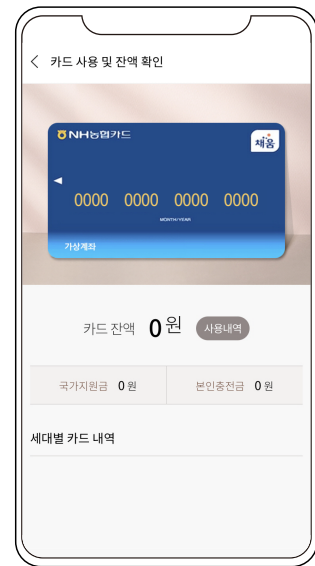 < 카드 사용 및 잔액 확인
NH농협카드
채움
0000 0000 0000 0000
MONTH/YEAR
가상계좌
카드 잔액 0원 사용내역
국가지원금 0원 본인충전금 0원
세대별 카드 내역